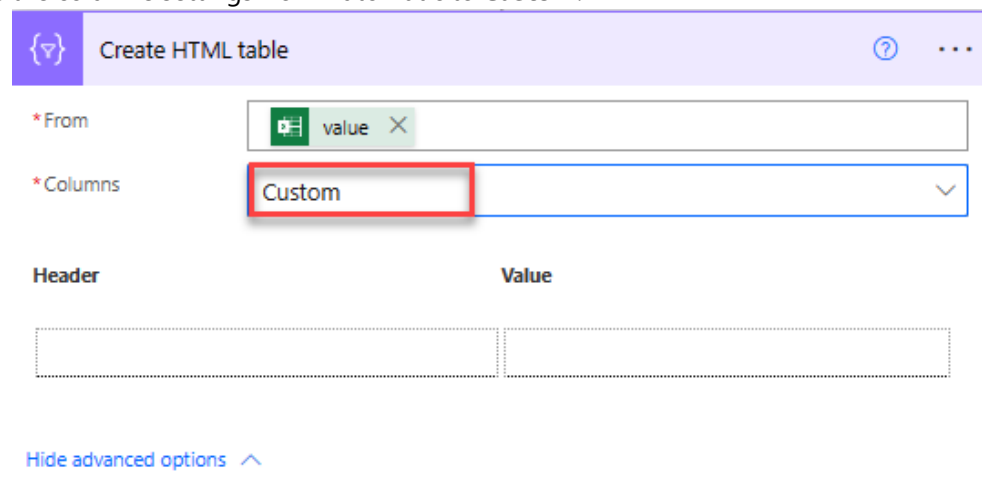 Create HTML table
*From
value
*Columns
Custom
Header Value
Hide advanced options